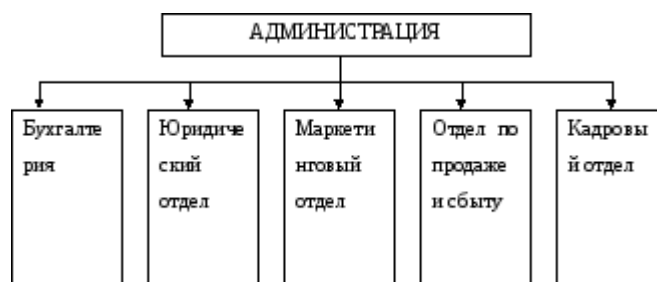 АДМИНИСТРАЦИЯ
Бухгалте
рия
Юридиче
ский
отдел
Маркети
нговый
отдел
Отдел по
продаже
и сбыту
Кадровы
й отдел